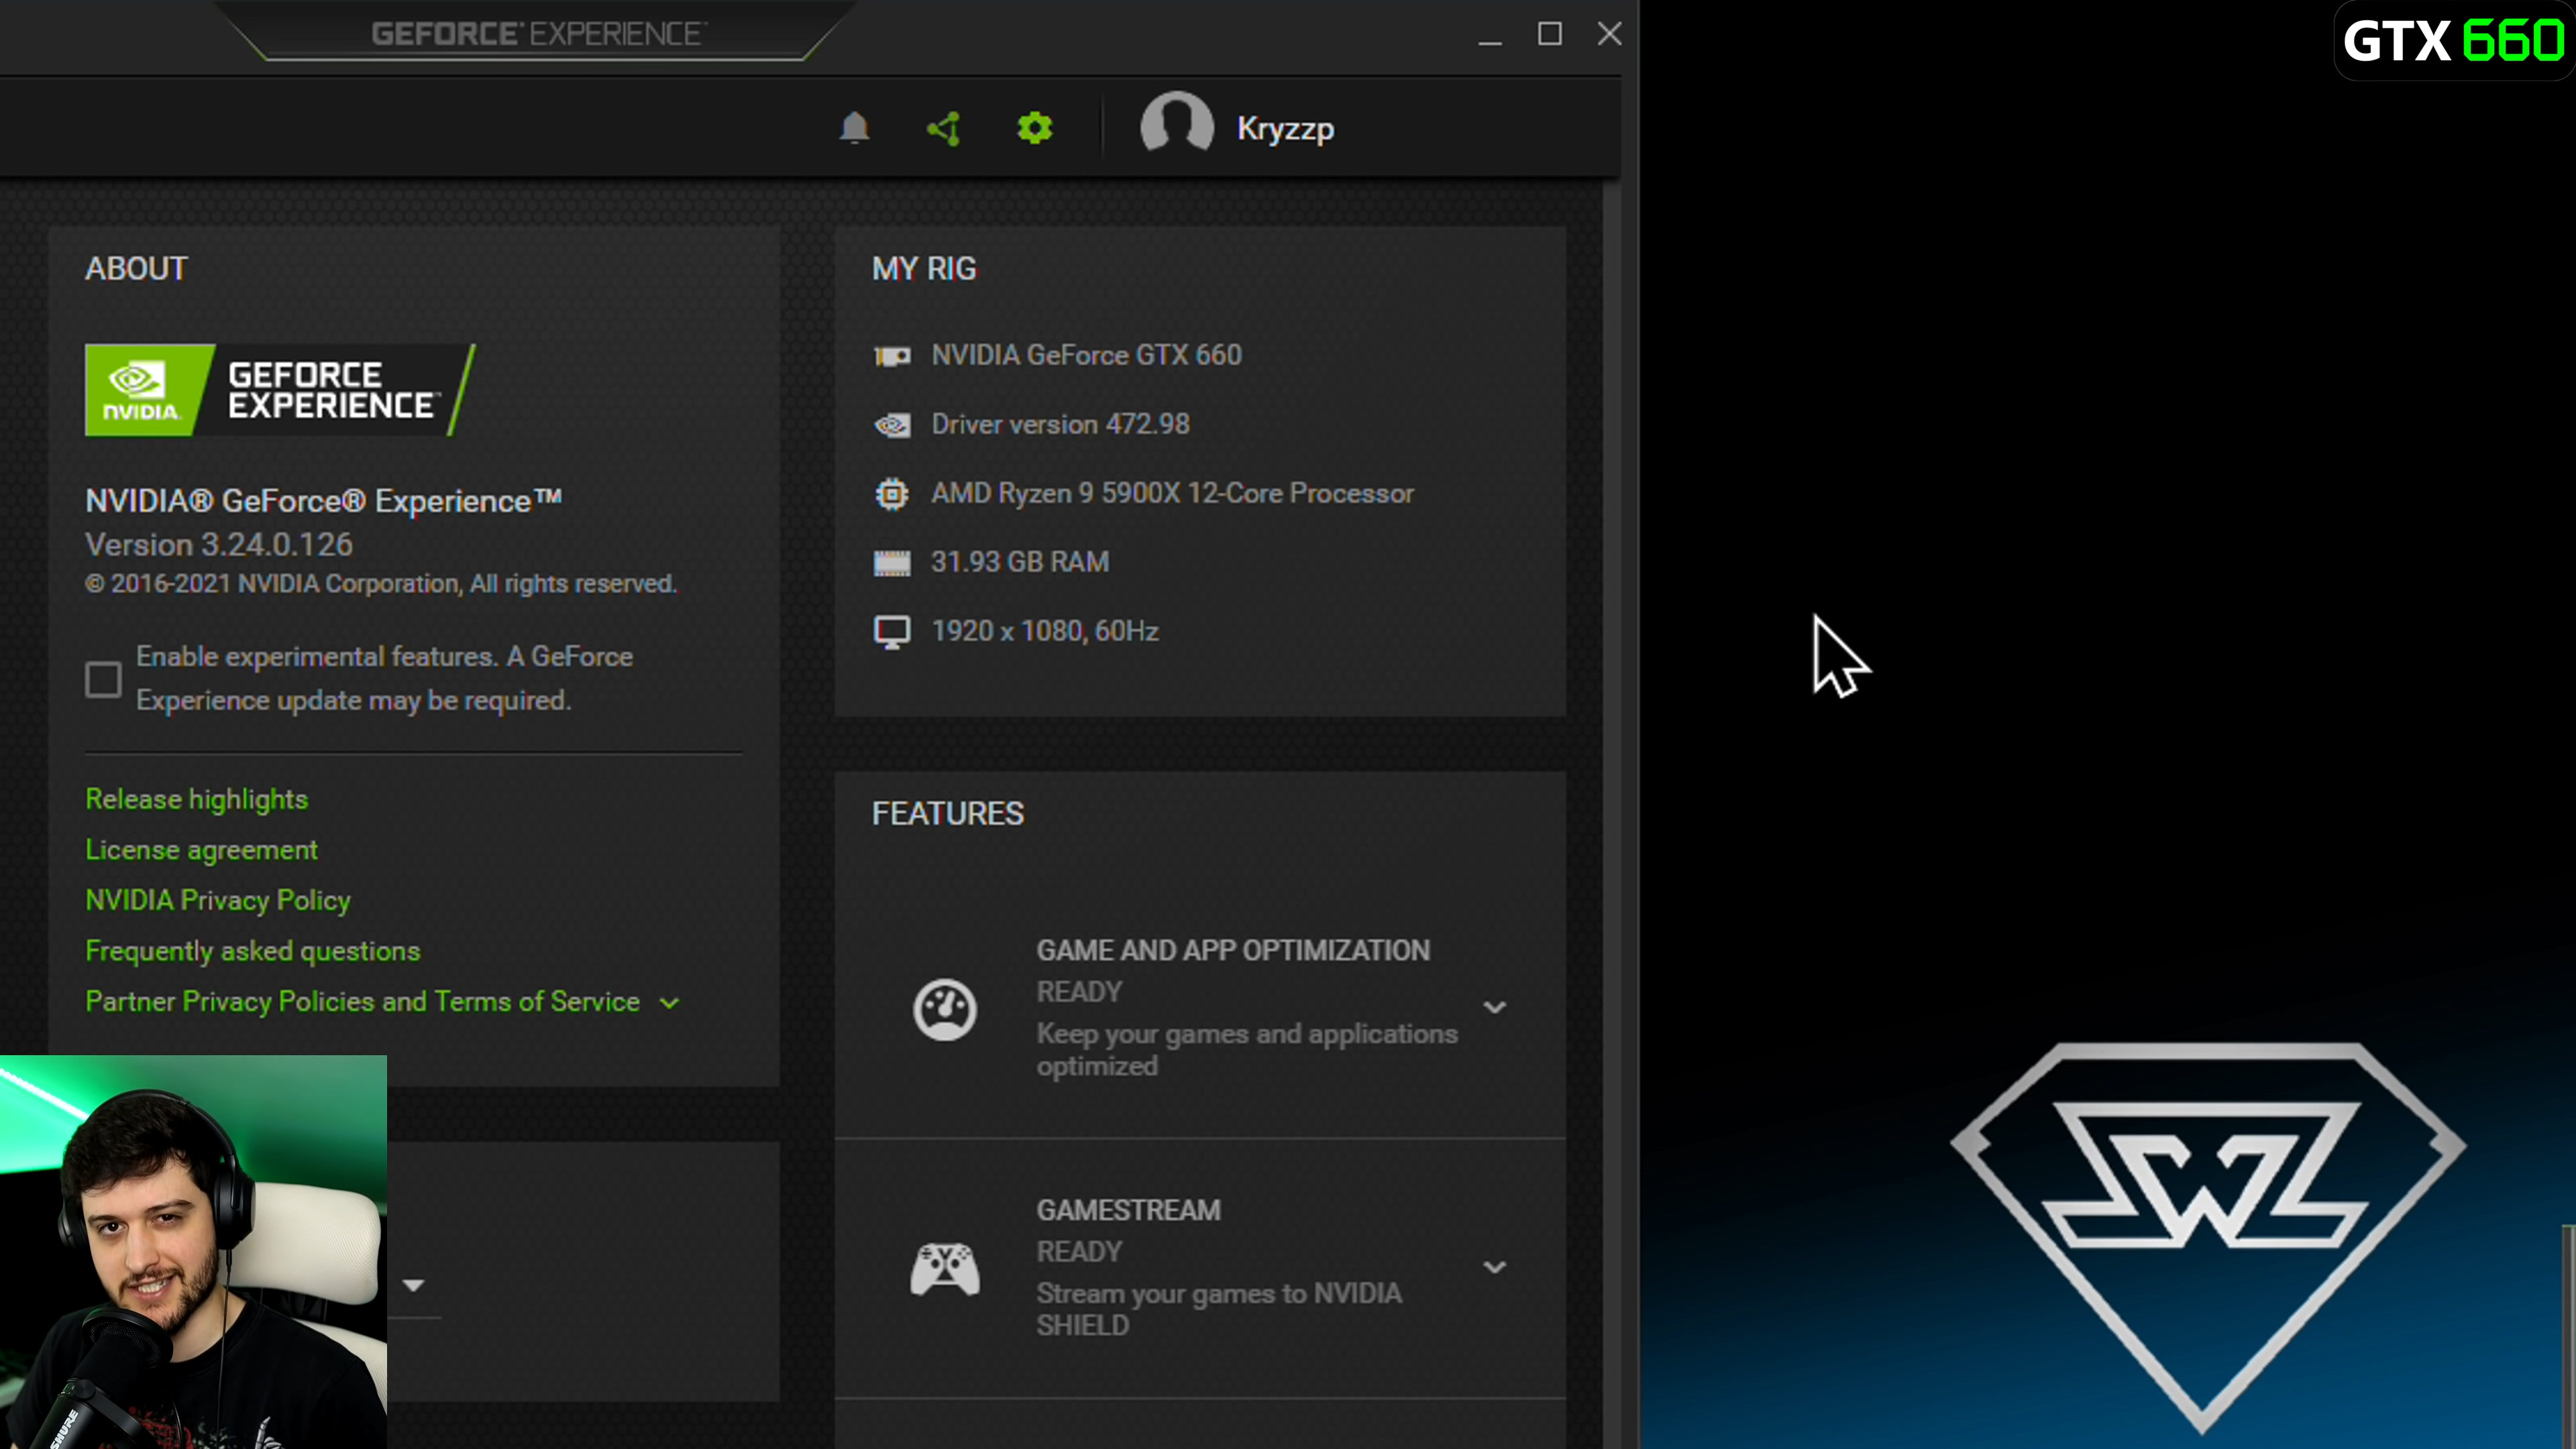 GEFORCE EXPERIENCE
GTX 660
Kryzzp
ABOUT
NVIDIA
GEFORCE
EXPERIENCE
NVIDIA® GeForce® Experience™
Version 3.24.0.126
© 2016-2021 NVIDIA Corporation, All rights reserved.
Enable experimental features. A GeForce
Experience update may be required.
Release highlights
License agreement
NVIDIA Privacy Policy
Frequently asked questions
Partner Privacy Policies and Terms of Service
MY RIG
NVIDIA GeForce GTX 660
Driver version 472.98
AMD Ryzen 9 5900X 12-Core Processor
31.93 GB RAM
1920 x 1080, 60Hz
FEATURES
GAME AND APP OPTIMIZATION
READY
Keep your games and applications
optimized
GAMESTREAM
READY
Stream your games to NVIDIA
SHIELD
SHURE